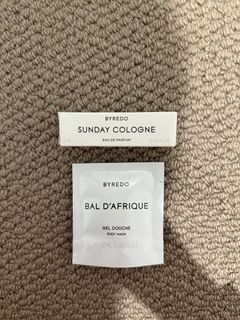 BYREDO
SUNDAY COLOGNE
EAU DE PARFUM
BYREDO
BAL D'AFRIQUE
GEL DOUCHE
BODY WASH